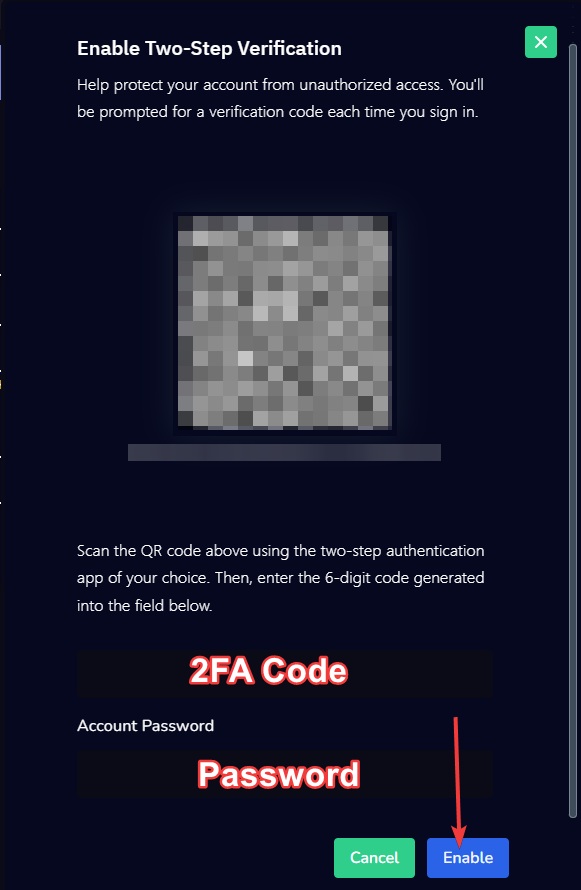 Enable Two-Step Verification
Help protect your account from unauthorized access. You'll
be prompted for a verification code each time you sign in.
Scan the QR code above using the two-step authentication
app of your choice. Then, enter the 6-digit code generated
into the field below.
2FA Code
Account Password
Password
Cancel
Enable